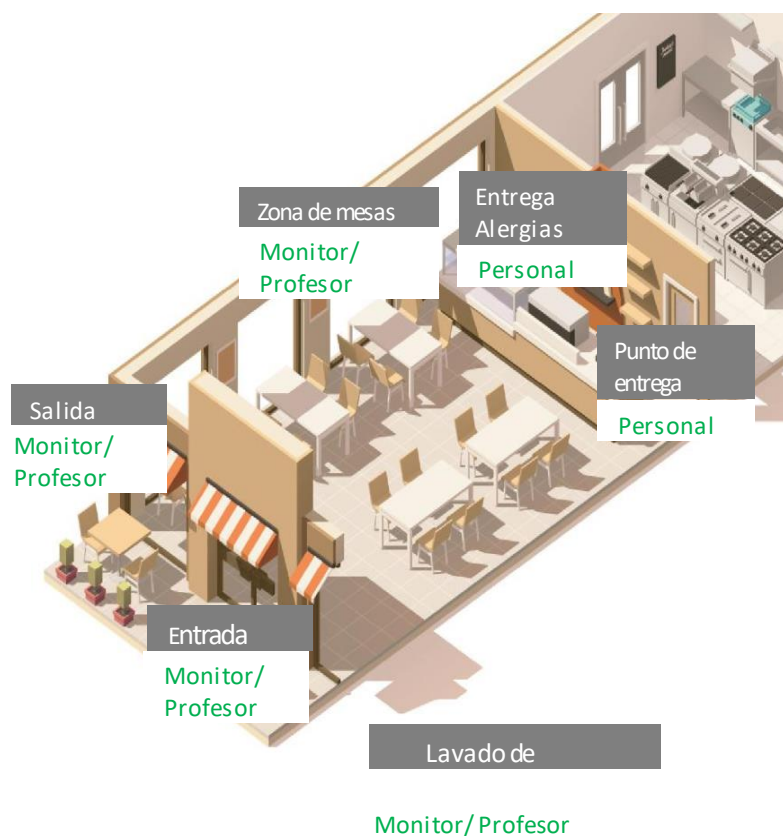 Zona de mesas
Monitor/
Profesor
Entrega
Alergias
Personal
Punto de
entrega
Personal
Salida
Monitor/
Profesor
Entrada
Monitor/
Profesor
Lavado de
Monitor/ Profesor